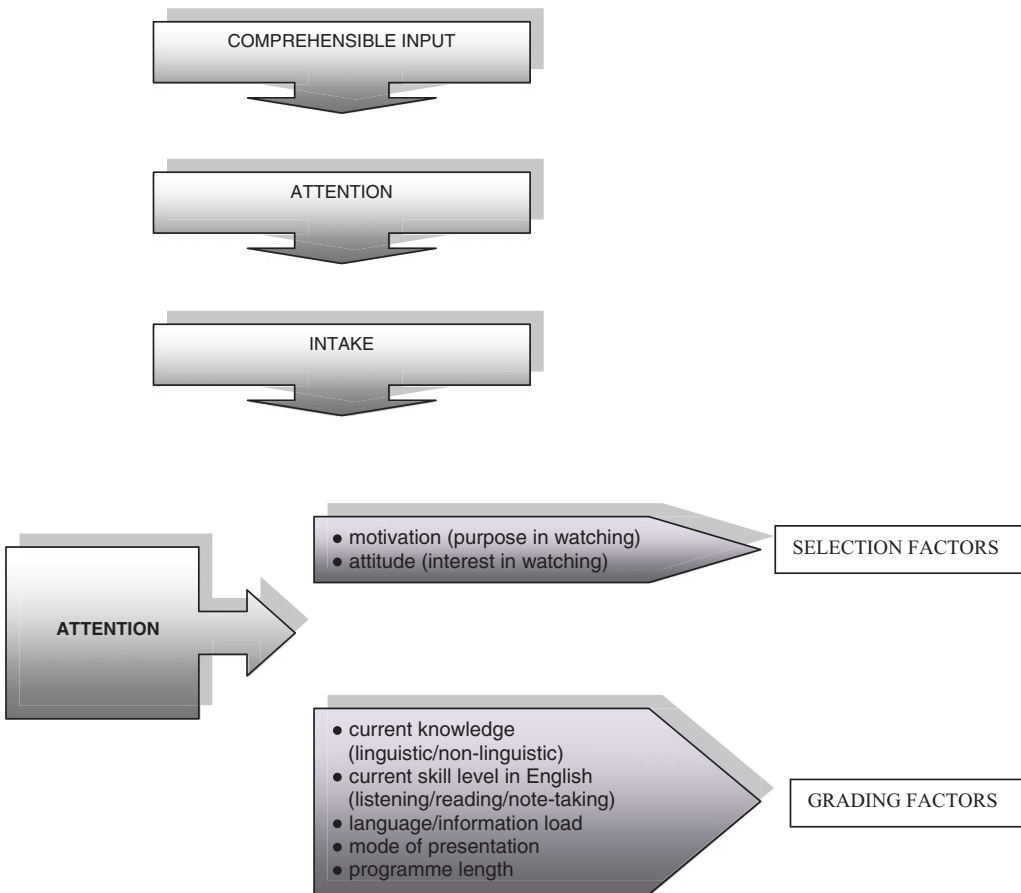 COMPREHENSIBLE INPUT
ATTENTION
INTAKE
ATTENTION
● motivation (purpose in watching)
● attitude (interest in watching)
SELECTION FACTORS
● current knowledge
(linguistic/non-linguistic)
● current skill level in English
(listening/reading/note-taking)
● language/information load
● mode of presentation
● programme length
GRADING FACTORS